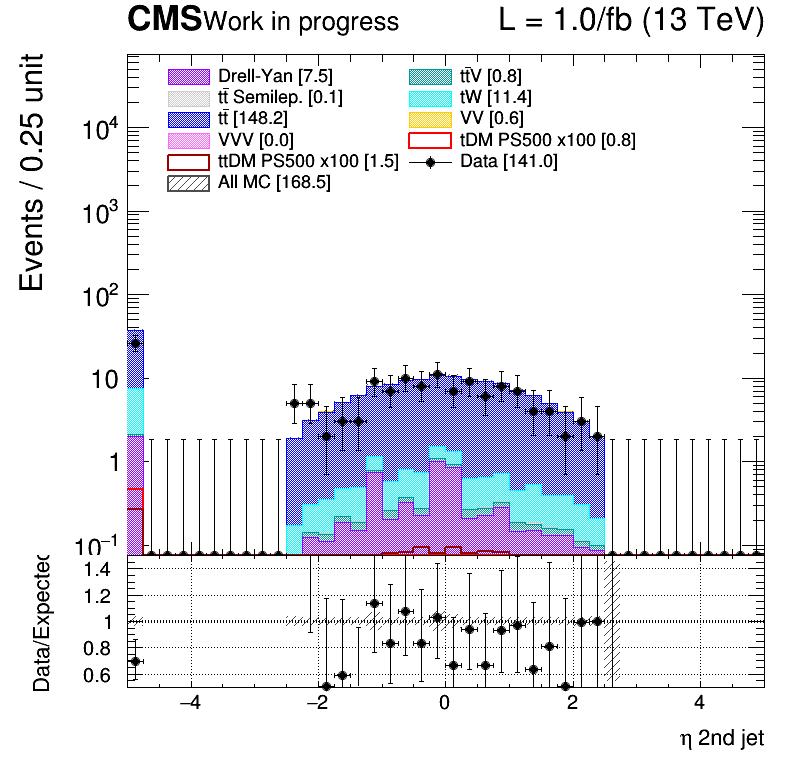 CMS Work in progress L = 1.0/fb (13 TeV)
Drell-Yan [7.5] tt̄V [0.8]
tt̄ Semilep. [0.1] tW [11.4]
tt̄ [148.2] VV [0.6]
VVV [0.0] tDM PS500 x100 [0.8]
ttDM PS500 x100 [1.5] Data [141.0]
All MC [168.5]
Events / 0.25 unit
10⁴
10³
10²
10
1
10⁻¹
Data/Expected
1.4
1.2
1
0.8
0.6
−4 −2 0 2 4
η 2nd jet